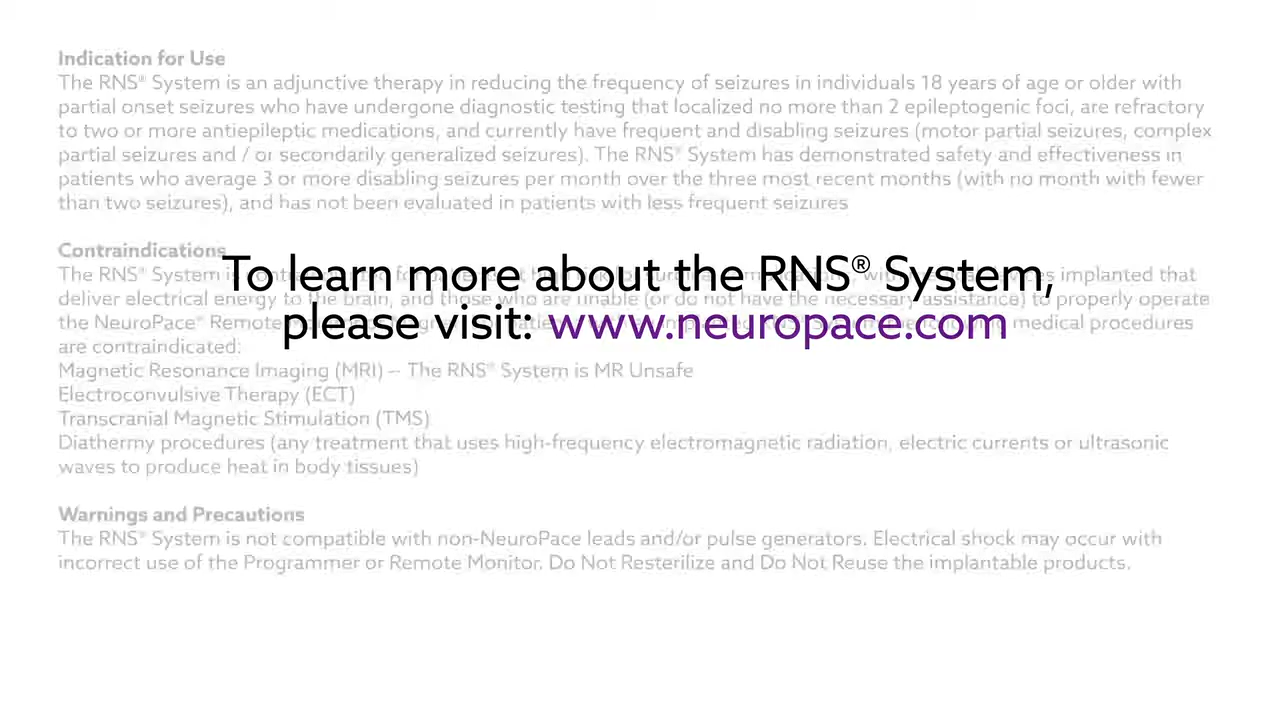 Indication for Use
The RNS® System is an adjunctive therapy in reducing the frequency of seizures in individuals 18 years of age or older with
partial onset seizures who have undergone diagnostic testing that localized no more than 2 epileptogenic foci, are refractory
to two or more antiepileptic medications, and currently have frequent and disabling seizures (motor partial seizures, complex
partial seizures and / or secondarily generalized seizures). The RNS® System has demonstrated safety and effectiveness in
patients who average 3 or more disabling seizures per month over the three most recent months (with no month with fewer
than two seizures), and has not been evaluated in patients with less frequent seizures
Contraindications
The RNS® System implanted that
To learn more about the RNS® System,
deliver electrical energy to the brain, and those who are unable (or do not have the necessary assistance) to properly operate
the NeuroPace® Remote medical procedures
please visit: www.neuropace.com
are contraindicated:
Magnetic Resonance Imaging (MRI) – The RNS® System is MR Unsafe
Electroconvulsive Therapy (ECT)
Transcranial Magnetic Stimulation (TMS)
Diathermy procedures (any treatment that uses high-frequency electromagnetic radiation, electric currents or ultrasonic
waves to produce heat in body tissues)
Warnings and Precautions
The RNS® System is not compatible with non-NeuroPace leads and/or pulse generators. Electrical shock may occur with
incorrect use of the Programmer or Remote Monitor. Do Not Resterilize and Do Not Reuse the implantable products.